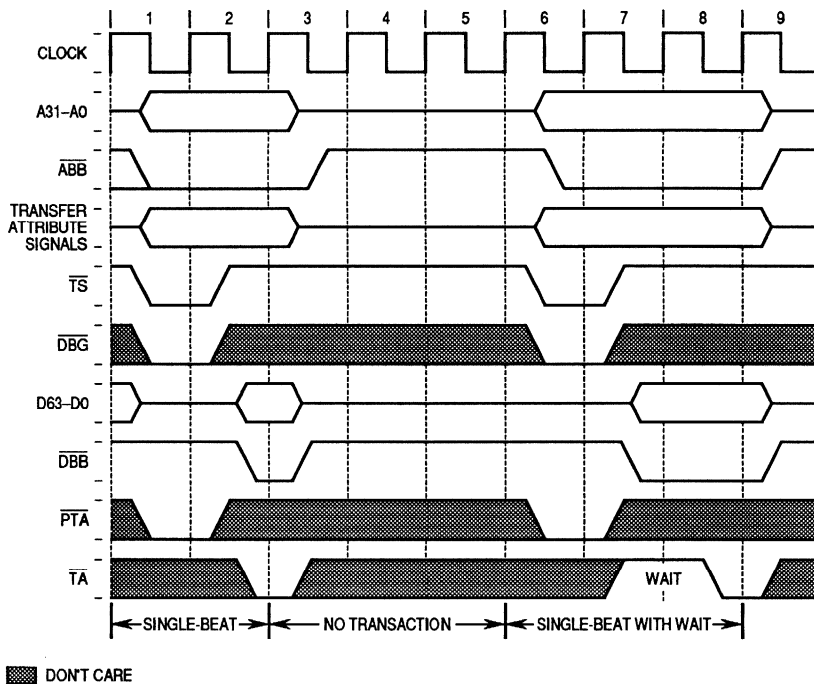 1 2 3 4 5 6 7 8 9
CLOCK
A31–A0
ABB
TRANSFER
ATTRIBUTE
SIGNALS
TS
DBG
D63–D0
DBB
PTA
TA
WAIT
SINGLE-BEAT
NO TRANSACTION
SINGLE-BEAT WITH WAIT
DON'T CARE